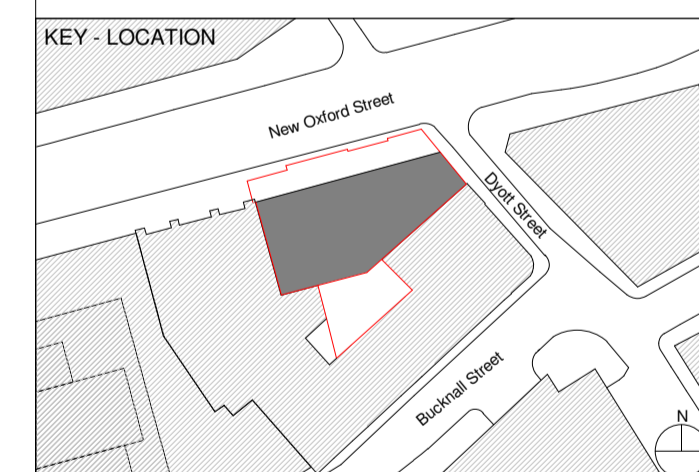 KEY - LOCATION
New Oxford Street
Dyott Street
Bucknall Street
N